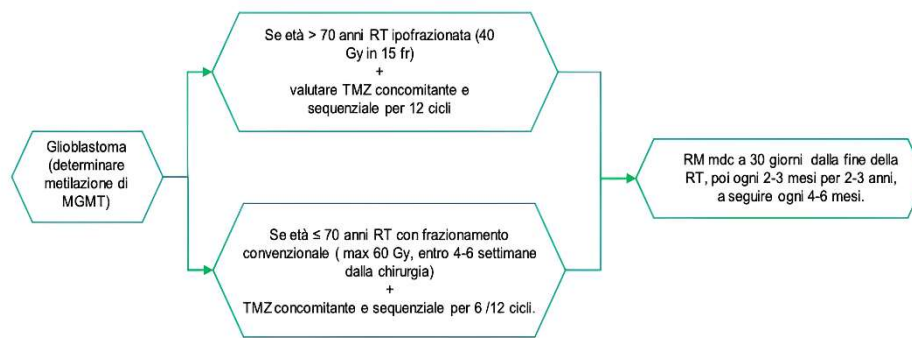 Se età > 70 anni RT ipofrazionata (40
Gy in 15 fr)
+
valutare TMZ concomitante e
sequenziale per 12 cicli
Glioblastoma
(determinare
metilazione di
MGMT)
RM mdc a 30 giorni dalla fine della
RT, poi ogni 2-3 mesi per 2-3 anni,
a seguire ogni 4-6 mesi.
Se età ≤ 70 anni RT con frazionamento
convenzionale ( max 60 Gy, entro 4-6 settimane
dalla chirurgia)
+
TMZ concomitante e sequenziale per 6 /12 cicli.